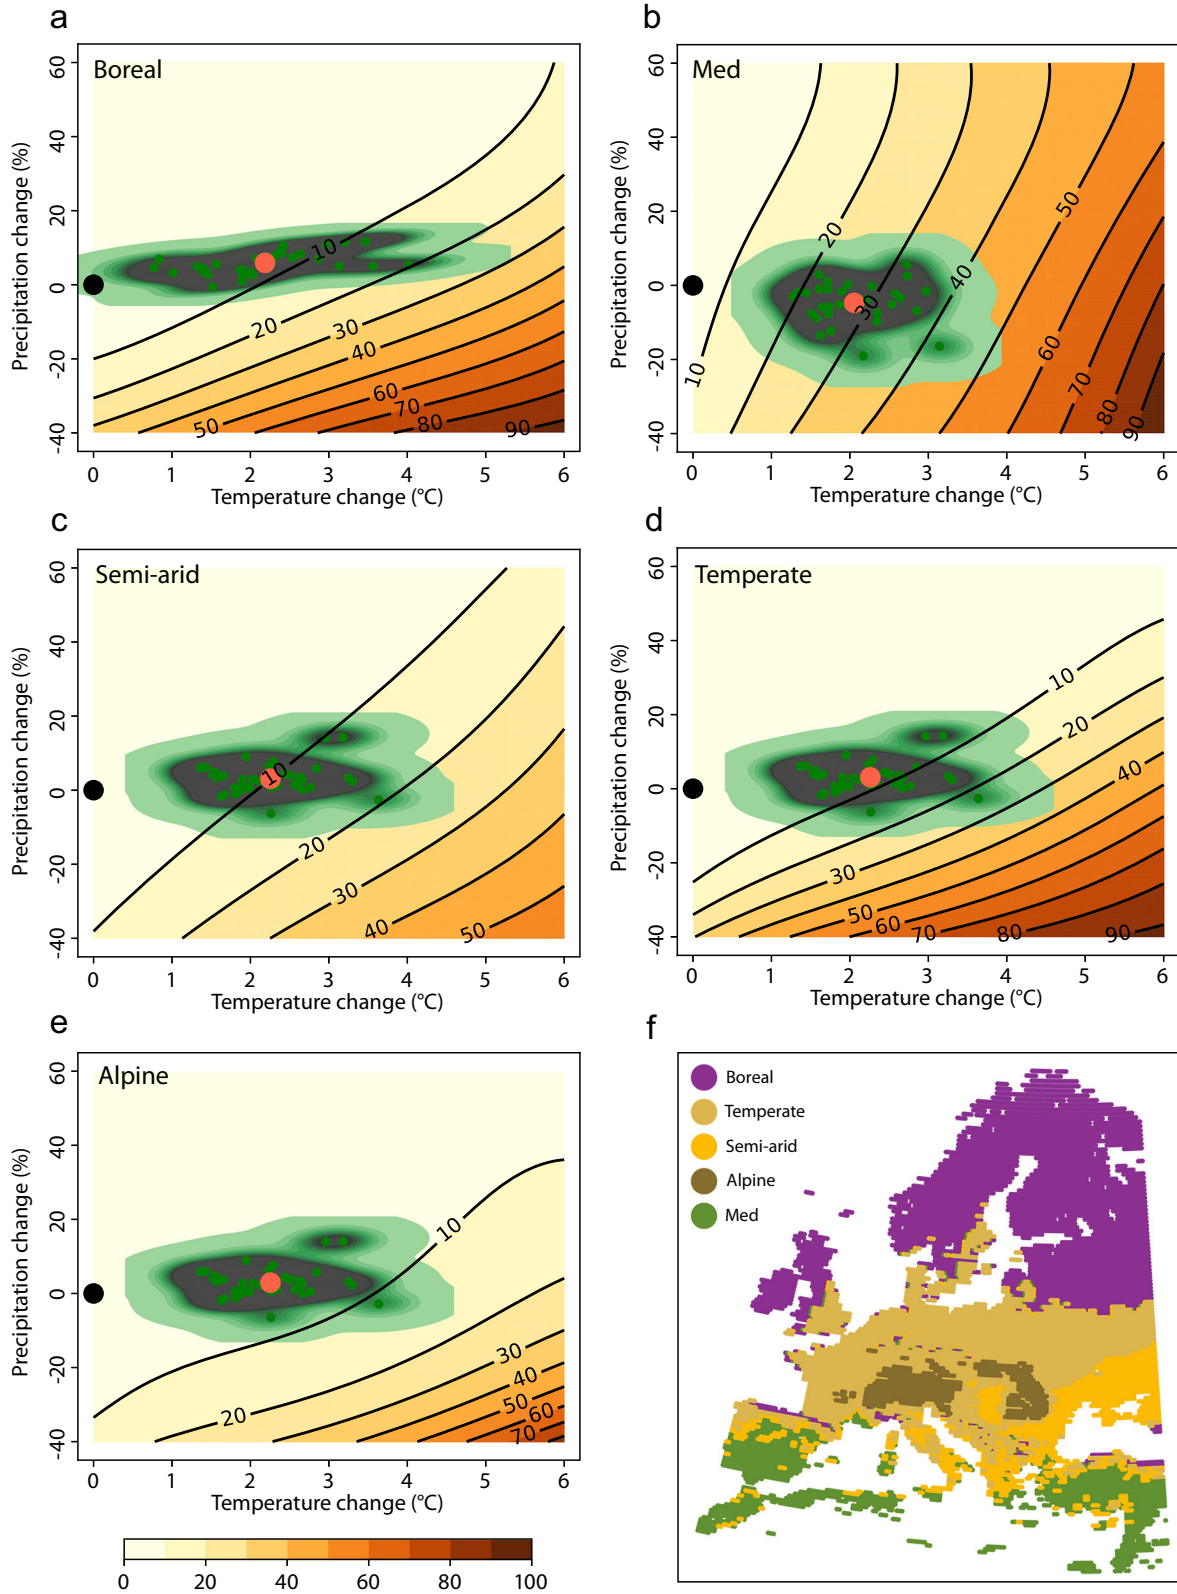 a
Boreal
Precipitation change (%)
60
40
20
0
-20
-40
10
20
30
40
50
60
70
80
90
0 1 2 3 4 5 6
Temperature change (°C)
b
Med
Precipitation change (%)
60
40
20
0
-20
-40
10
20
30
40
50
60
70
80
90
0 1 2 3 4 5 6
Temperature change (°C)
c
Semi-arid
Precipitation change (%)
60
40
20
0
-20
-40
10
20
30
40
50
0 1 2 3 4 5 6
Temperature change (°C)
d
Temperate
Precipitation change (%)
60
40
20
0
-20
-40
10
20
30
40
50
60
70
80
90
0 1 2 3 4 5 6
Temperature change (°C)
e
Alpine
Precipitation change (%)
60
40
20
0
-20
-40
10
20
30
40
50
60
70
0 1 2 3 4 5 6
Temperature change (°C)
0 20 40 60 80 100
f
Boreal
Temperate
Semi-arid
Alpine
Med